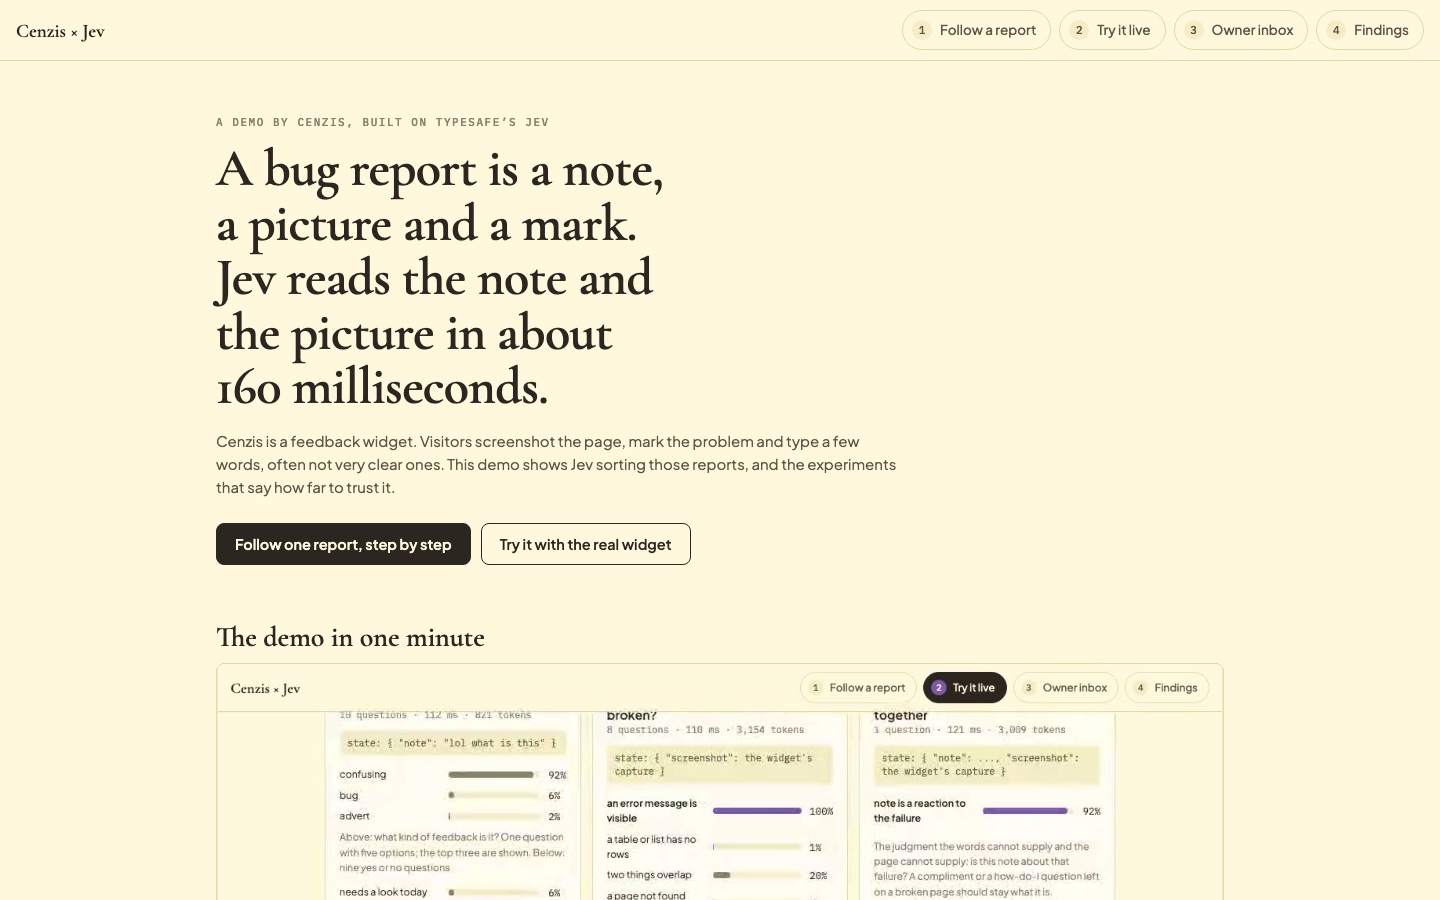 Cenzis × Jev
1 Follow a report 2 Try it live 3 Owner inbox 4 Findings
A DEMO BY CENZIS, BUILT ON TYPESAFE’S JEV
A bug report is a note,
a picture and a mark.
Jev reads the note and
the picture in about
160 milliseconds.
Cenzis is a feedback widget. Visitors screenshot the page, mark the problem and type a few
words, often not very clear ones. This demo shows Jev sorting those reports, and the experiments
that say how far to trust it.
Follow one report, step by step
Try it with the real widget
The demo in one minute
Cenzis × Jev
1 Follow a report 2 Try it live 3 Owner inbox 4 Findings
10 questions · 112 ms · 821 tokens
state: { "note": "lol what is this" }
confusing 92%
bug 6%
advert 2%
Above: what kind of feedback is it? One question
with five options; the top three are shown. Below:
nine yes or no questions
needs a look today 6%
broken?
8 questions · 110 ms · 3,154 tokens
state: { "screenshot": the widget's
capture }
an error message is
visible 100%
a table or list has no
rows 1%
two things overlap 20%
a page not found
together
1 question · 121 ms · 3,009 tokens
state: { "note": ..., "screenshot":
the widget's capture }
note is a reaction to
the failure 92%
The judgment the words cannot supply and the
page cannot supply: is this note about that
failure? A compliment or a how-do-I question left
on a broken page should stay what it is.